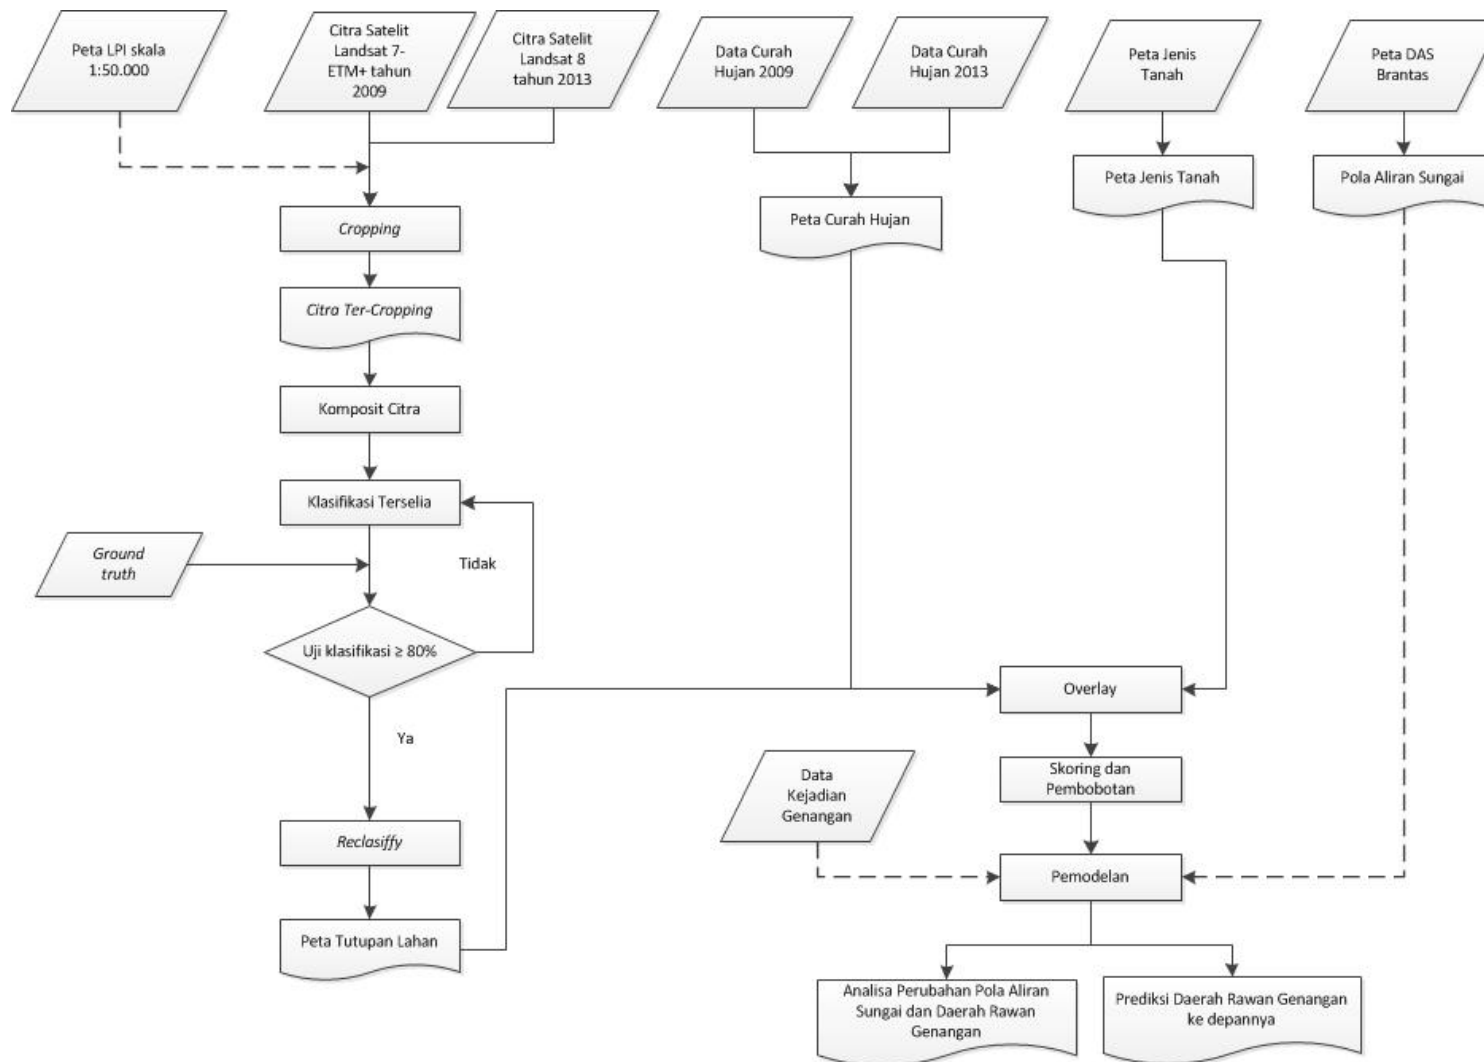 Peta LPI skala
1:50.000
Citra Satelit
Landsat 7-
ETM+ tahun
2009
Citra Satelit
Landsat 8
tahun 2013
Data Curah
Hujan 2009
Data Curah
Hujan 2013
Peta Jenis
Tanah
Peta DAS
Brantas
Peta Jenis Tanah
Pola Aliran Sungai
Cropping
Peta Curah Hujan
Citra Ter-Cropping
Komposit Citra
Klasifikasi Terselia
Ground
truth
Tidak
Uji klasifikasi ≥ 80%
Overlay
Ya
Data
Kejadian
Genangan
Skoring dan
Pembobotan
Reclasiffy
Pemodelan
Peta Tutupan Lahan
Analisa Perubahan Pola Aliran
Sungai dan Daerah Rawan
Genangan
Prediksi Daerah Rawan Genangan
ke depannya